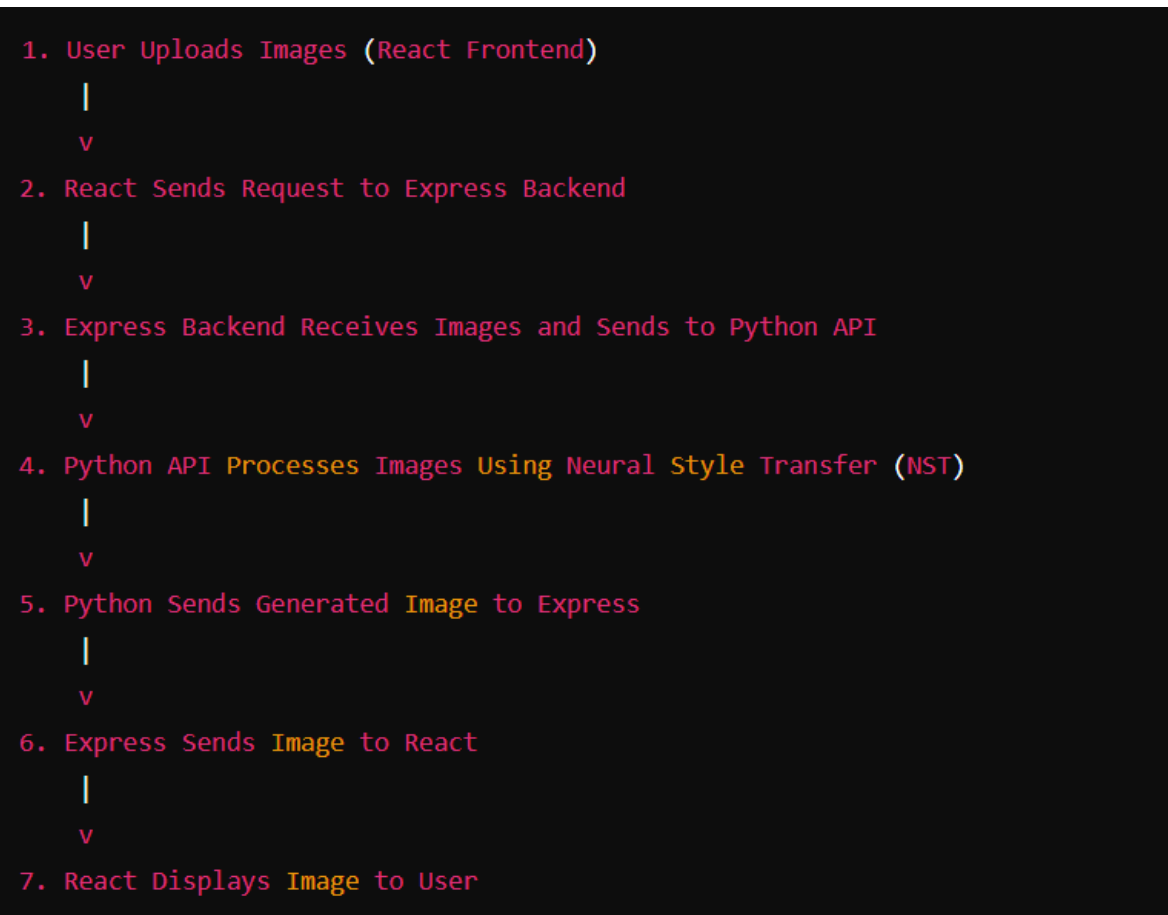 1. User Uploads Images (React Frontend)
|
v
2. React Sends Request to Express Backend
|
v
3. Express Backend Receives Images and Sends to Python API
|
v
4. Python API Processes Images Using Neural Style Transfer (NST)
|
v
5. Python Sends Generated Image to Express
|
v
6. Express Sends Image to React
|
v
7. React Displays Image to User